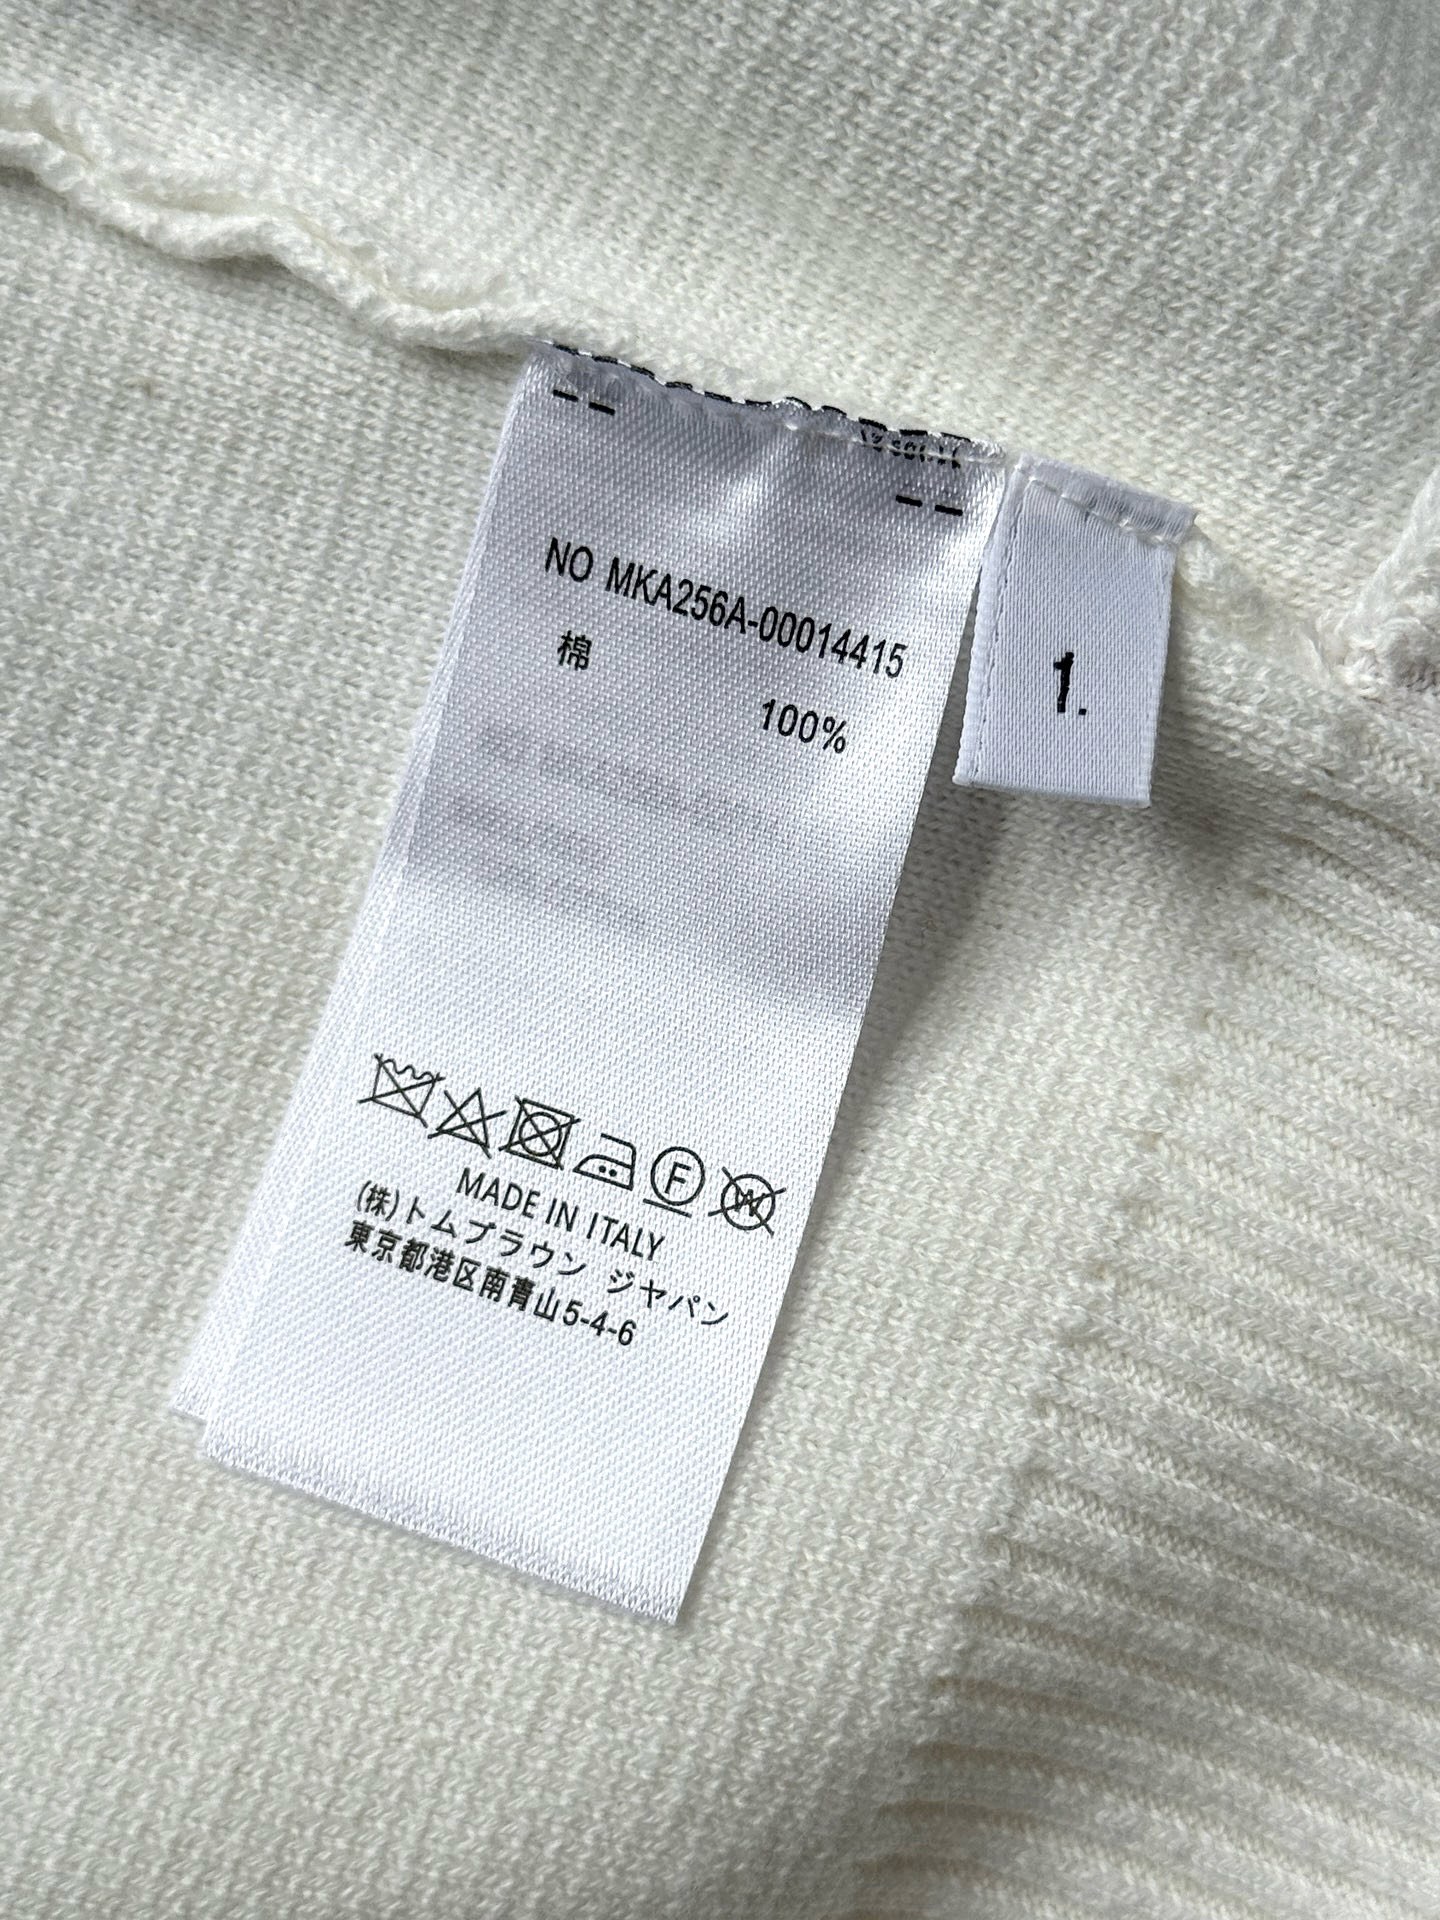 NO MKA256A-00014415
棉
100%
1.
F
W
MADE IN ITALY
(株)トムブラウン ジャパン
東京都港区南青山5-4-6